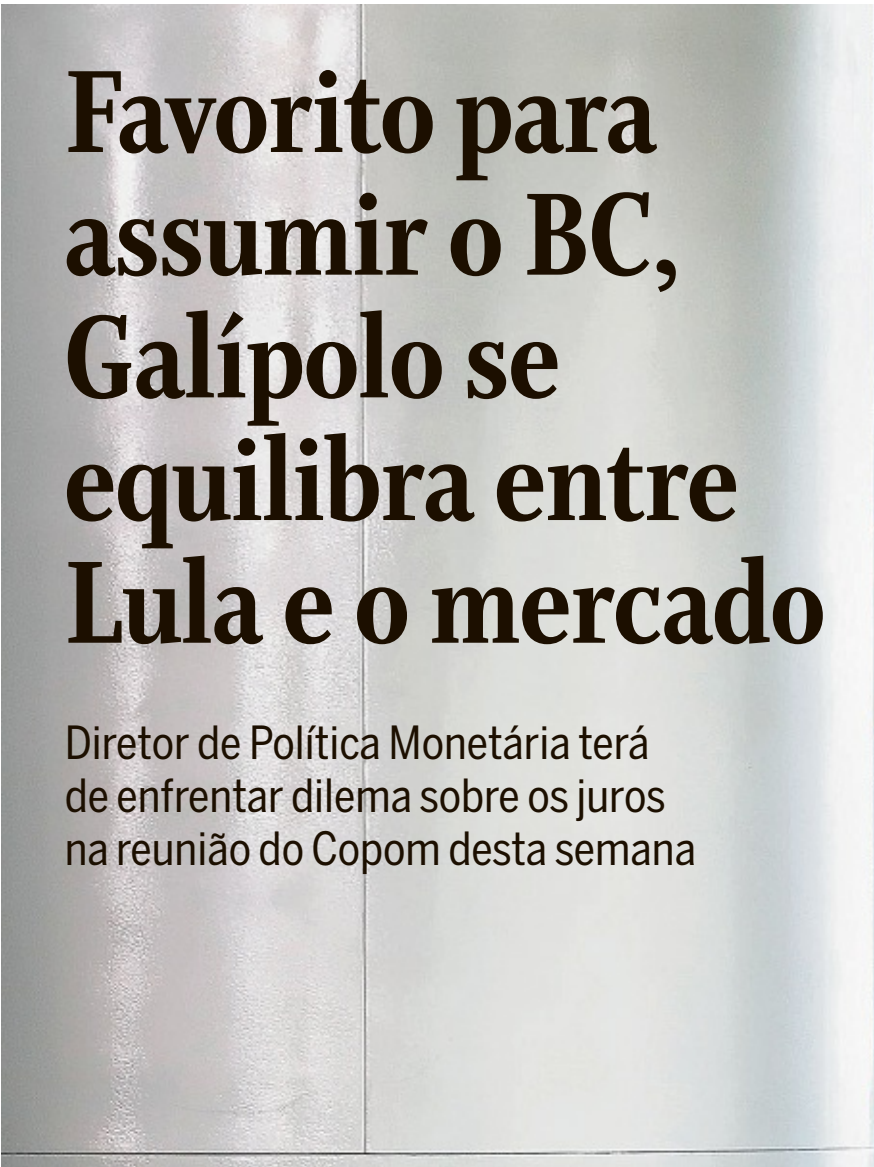 Favorito para
assumir o BC,
Galípolo se
equilibra entre
Lula e o mercado
Diretor de Política Monetária terá
de enfrentar dilema sobre os juros
na reunião do Copom desta semana